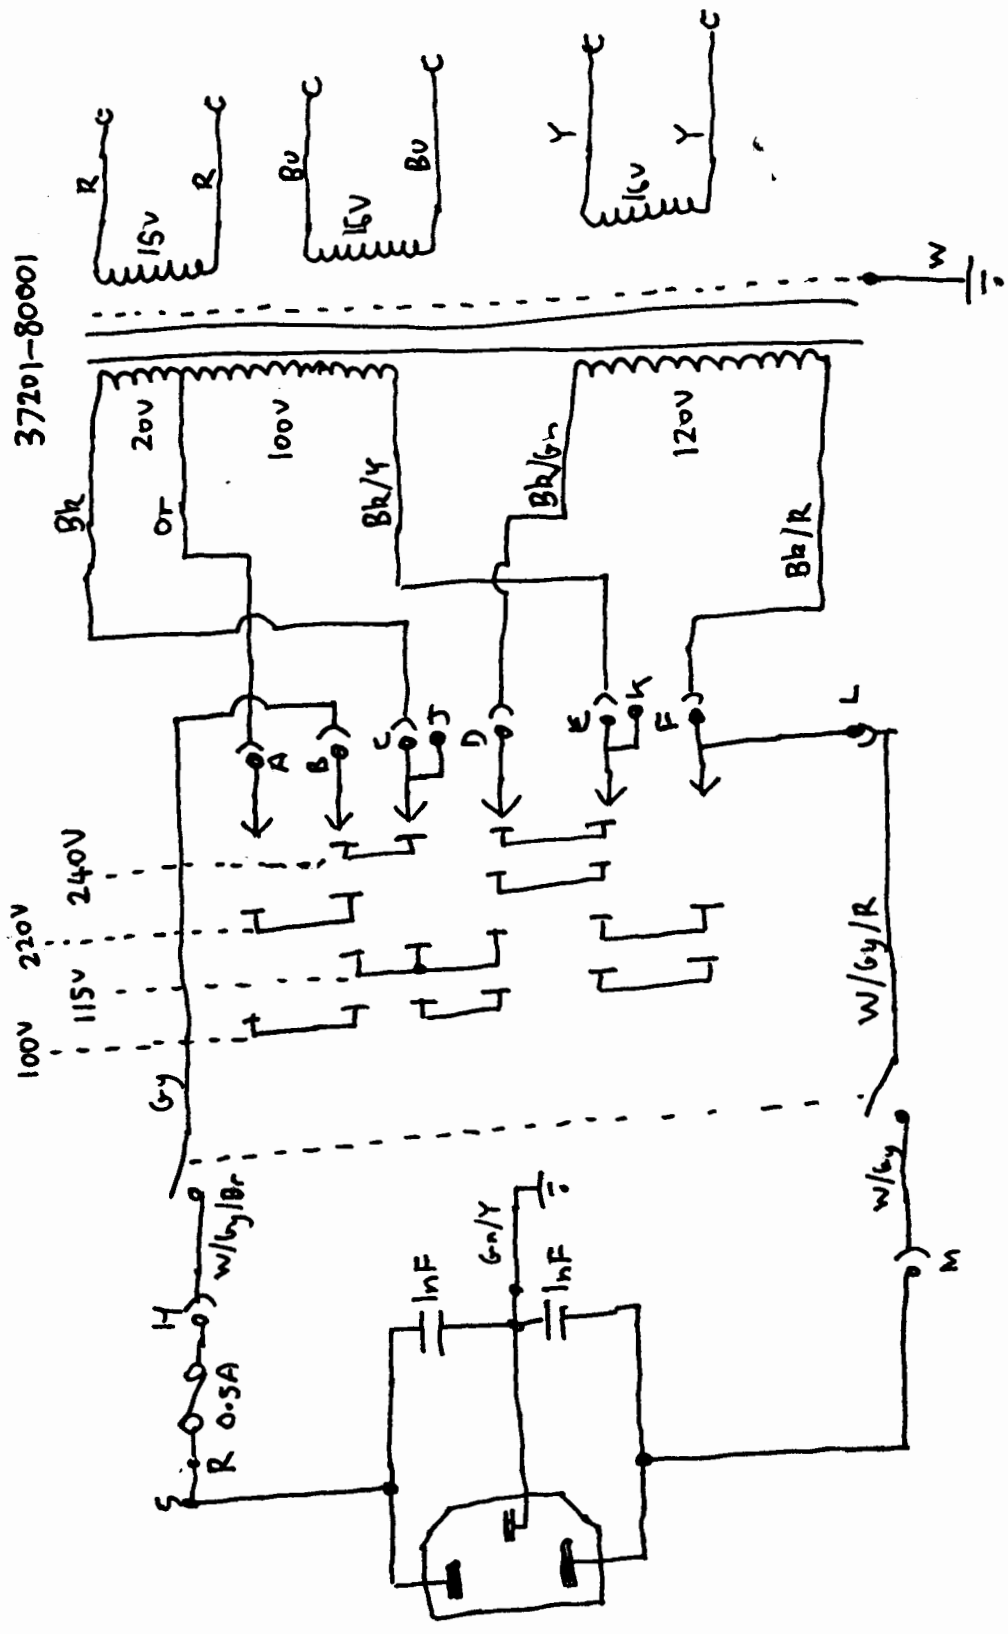 37201-80001
R
R
15V
C
C
Bu
Bu
16V
C
C
Y
Y
16V
C
C
W
Bk
20V
Or
100V
Bk/Y
Bk/Gn
120V
Bk/R
A
B
C
J
D
E
K
F
L
240V
220V
115V
100V
Gy
W/Gy/R
W/Gy/Br
W/Gy
H
0.5A
R
S
1nF
1nF
Gn/Y
M